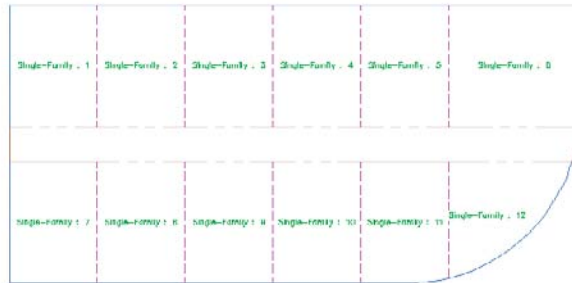 Single-Family : 1
Single-Family : 2
Single-Family : 3
Single-Family : 4
Single-Family : 5
Single-Family : 6
Single-Family : 7
Single-Family : 8
Single-Family : 9
Single-Family : 10
Single-Family : 11
Single-Family : 12